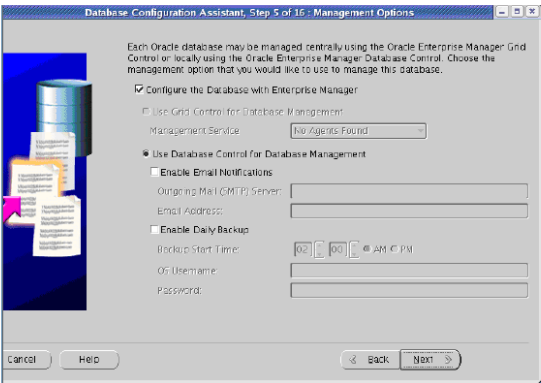 Database Configuration Assistant, Step 5 of 16 : Management Options
Each Oracle database may be managed centrally using the Oracle Enterprise Manager Grid
Control or locally using the Oracle Enterprise Manager Database Control. Choose the
management option that you would like to use to manage this database.
Configure the Database with Enterprise Manager
Use Grid Control for Database Management
Management Service
No Agents Found
Use Database Control for Database Management
Enable Email Notifications
Outgoing Mail (SMTP) Server:
Email Address:
Enable Daily Backup
Backup Start Time: 02 00 AM PM
OS Username:
Password:
Cancel Help Back Next